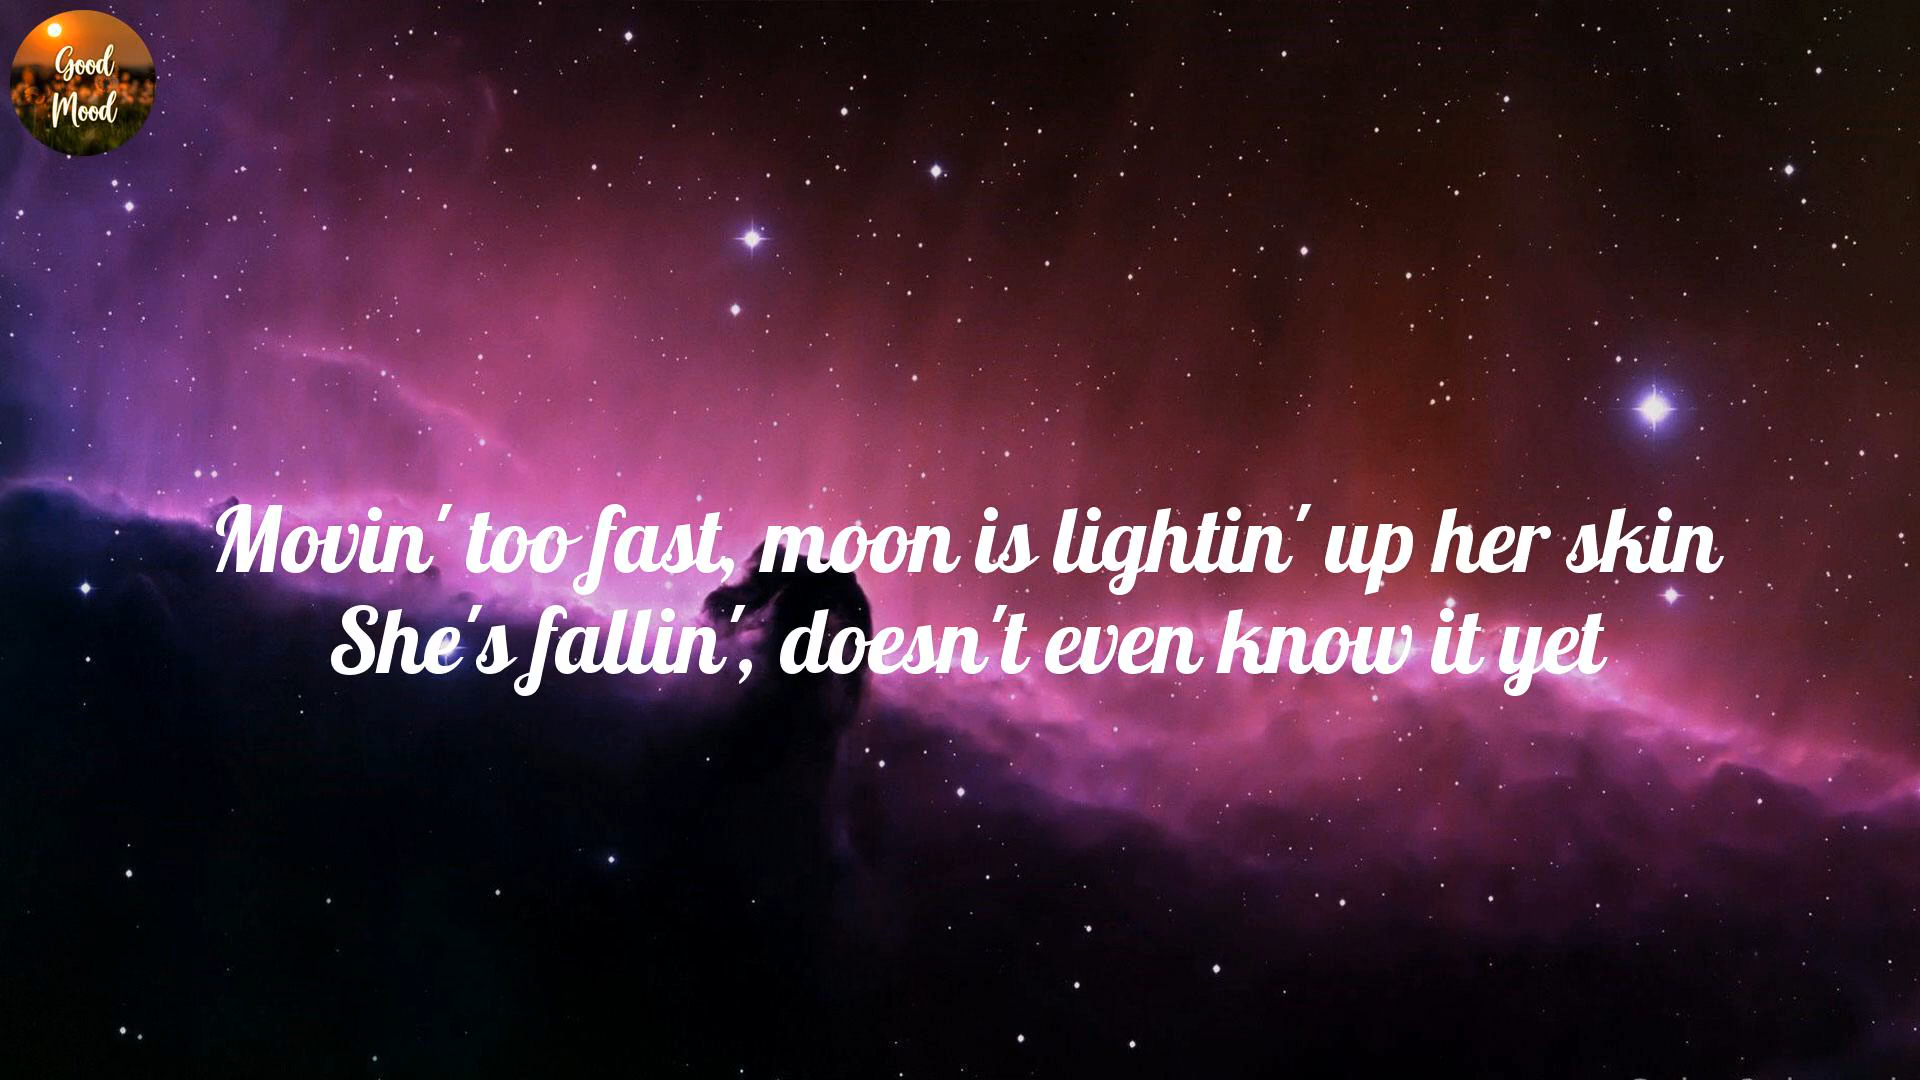 Good
Mood
Movin' too fast, moon is lightin' up her skin
She's fallin', doesn't even know it yet